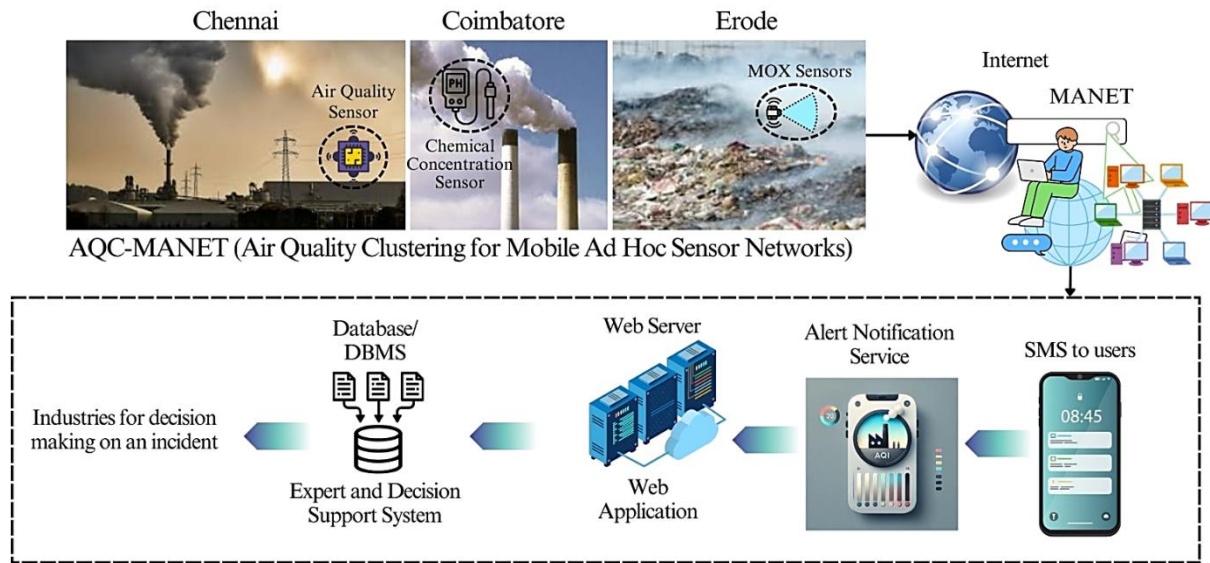 Chennai
Coimbatore
Erode
Air Quality
Sensor
PH
Chemical
Concentration
Sensor
MOX Sensors
Internet
MANET
AQC-MANET (Air Quality Clustering for Mobile Ad Hoc Sensor Networks)
Industries for decision
making on an incident
Database/
DBMS
Expert and Decision
Support System
Web Server
Web
Application
Alert Notification
Service
20
AQI
SMS to users
08:45